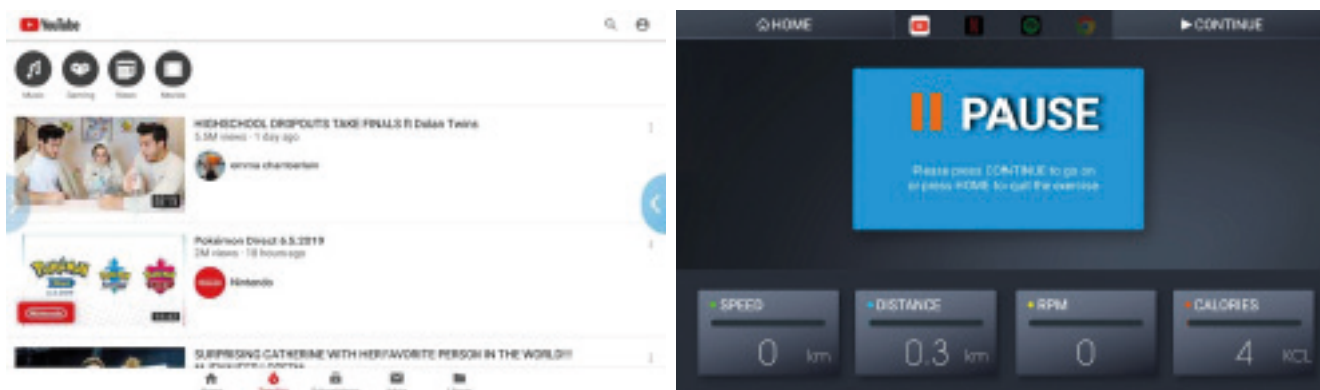 YouTube
Music Gaming News Movies
HIGHSCHOOL DROPOUTS TAKE FINALS ft Dolan Twins
5.5M views · 1 day ago
emma chamberlain
Pokémon Direct 6.5.2019
2M views · 18 hours ago
Nintendo
Pokémon
Nintendo
SURPRISING CATHERINE WITH HER FAVORITE PERSON IN THE WORLD!!!
HOME
CONTINUE
PAUSE
Please press CONTINUE to go on
or press HOME to quit the exercise
SPEED
0 km
DISTANCE
0.3 km
RPM
0
CALORIES
4 KCL